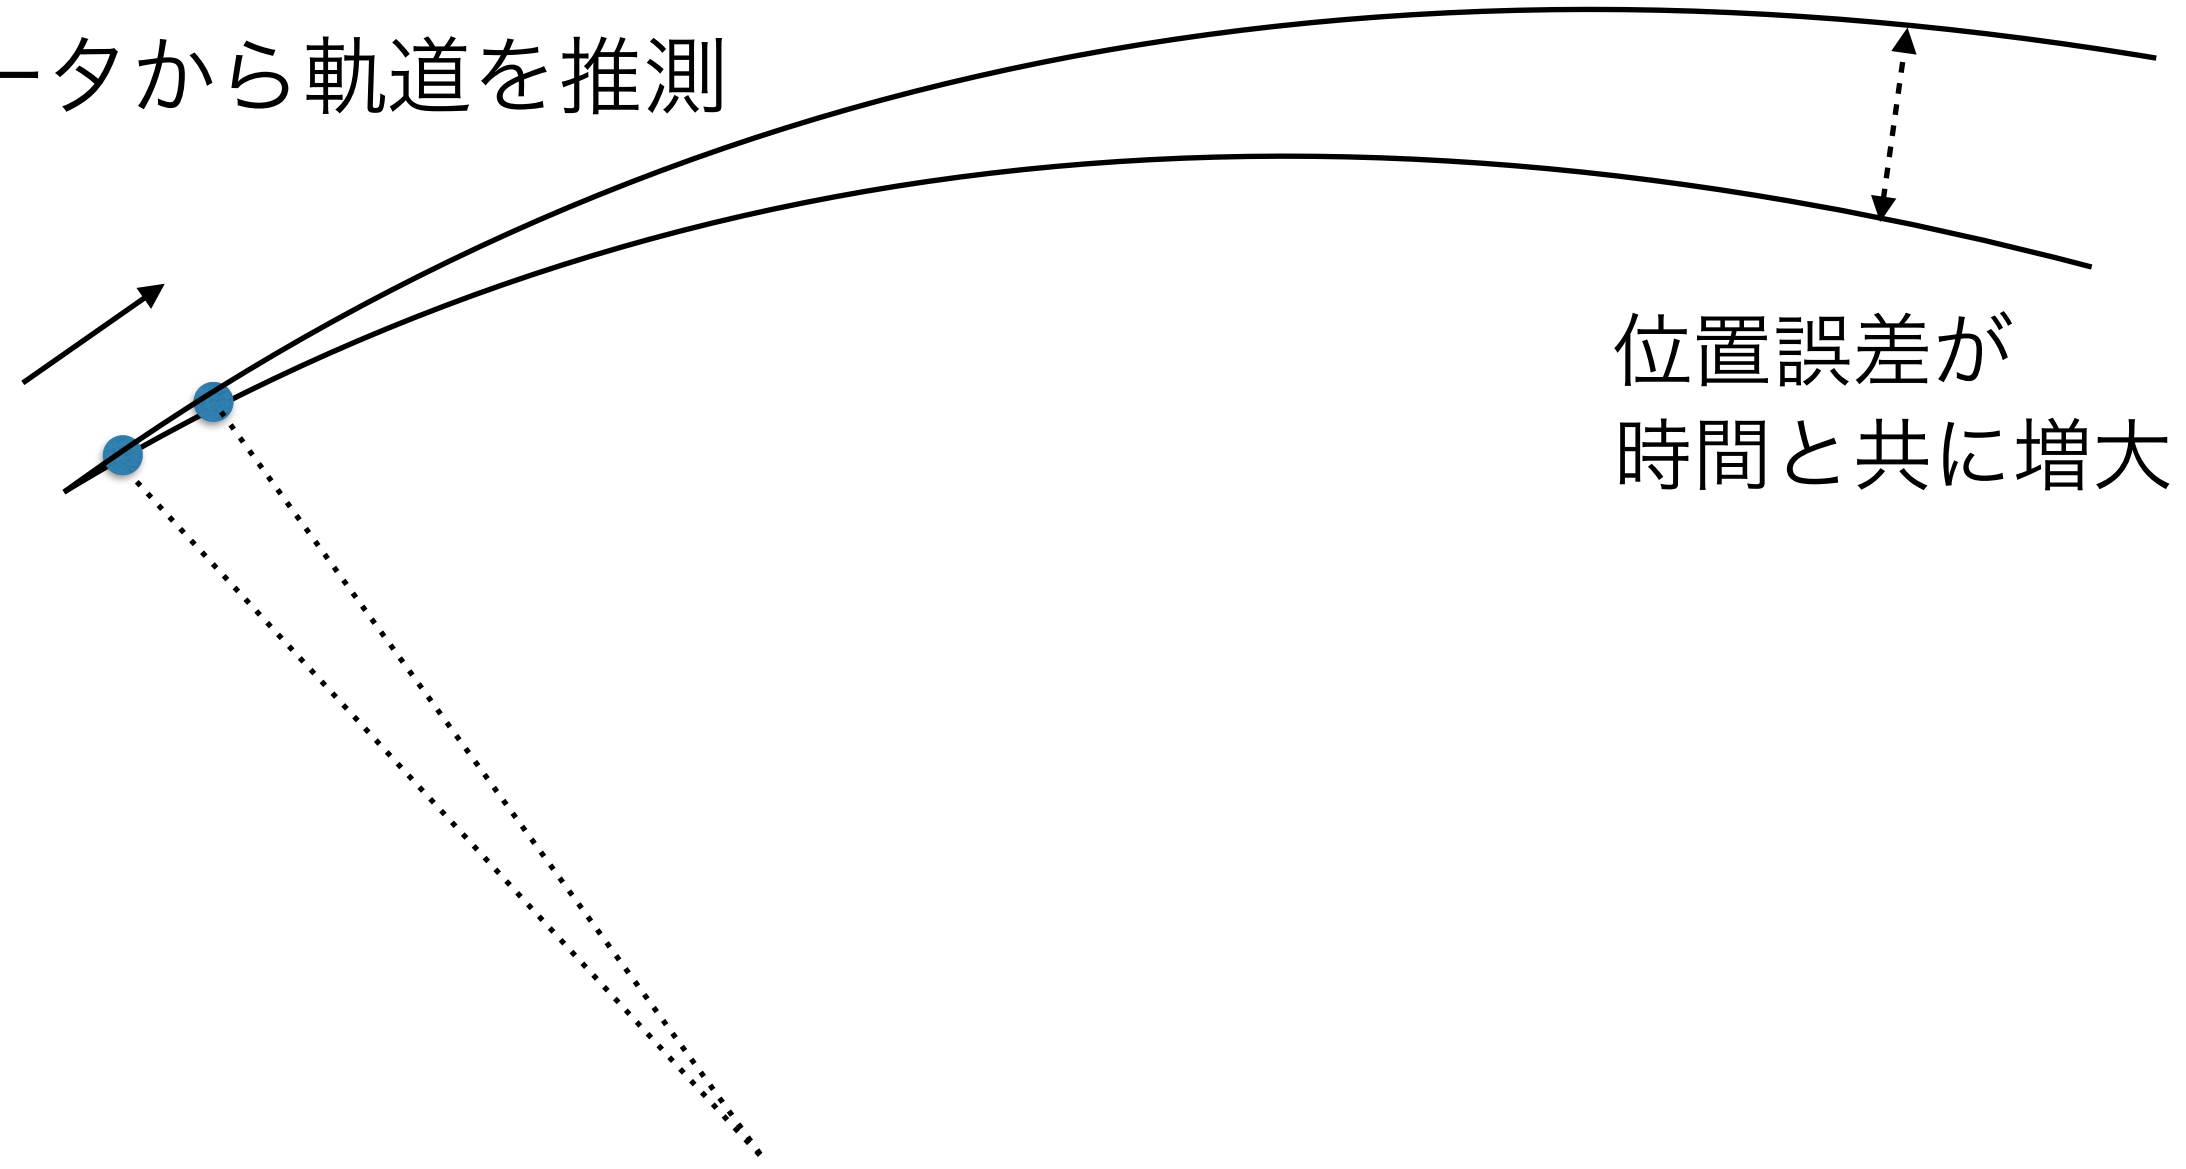 ータから軌道を推測
位置誤差が
時間と共に増大